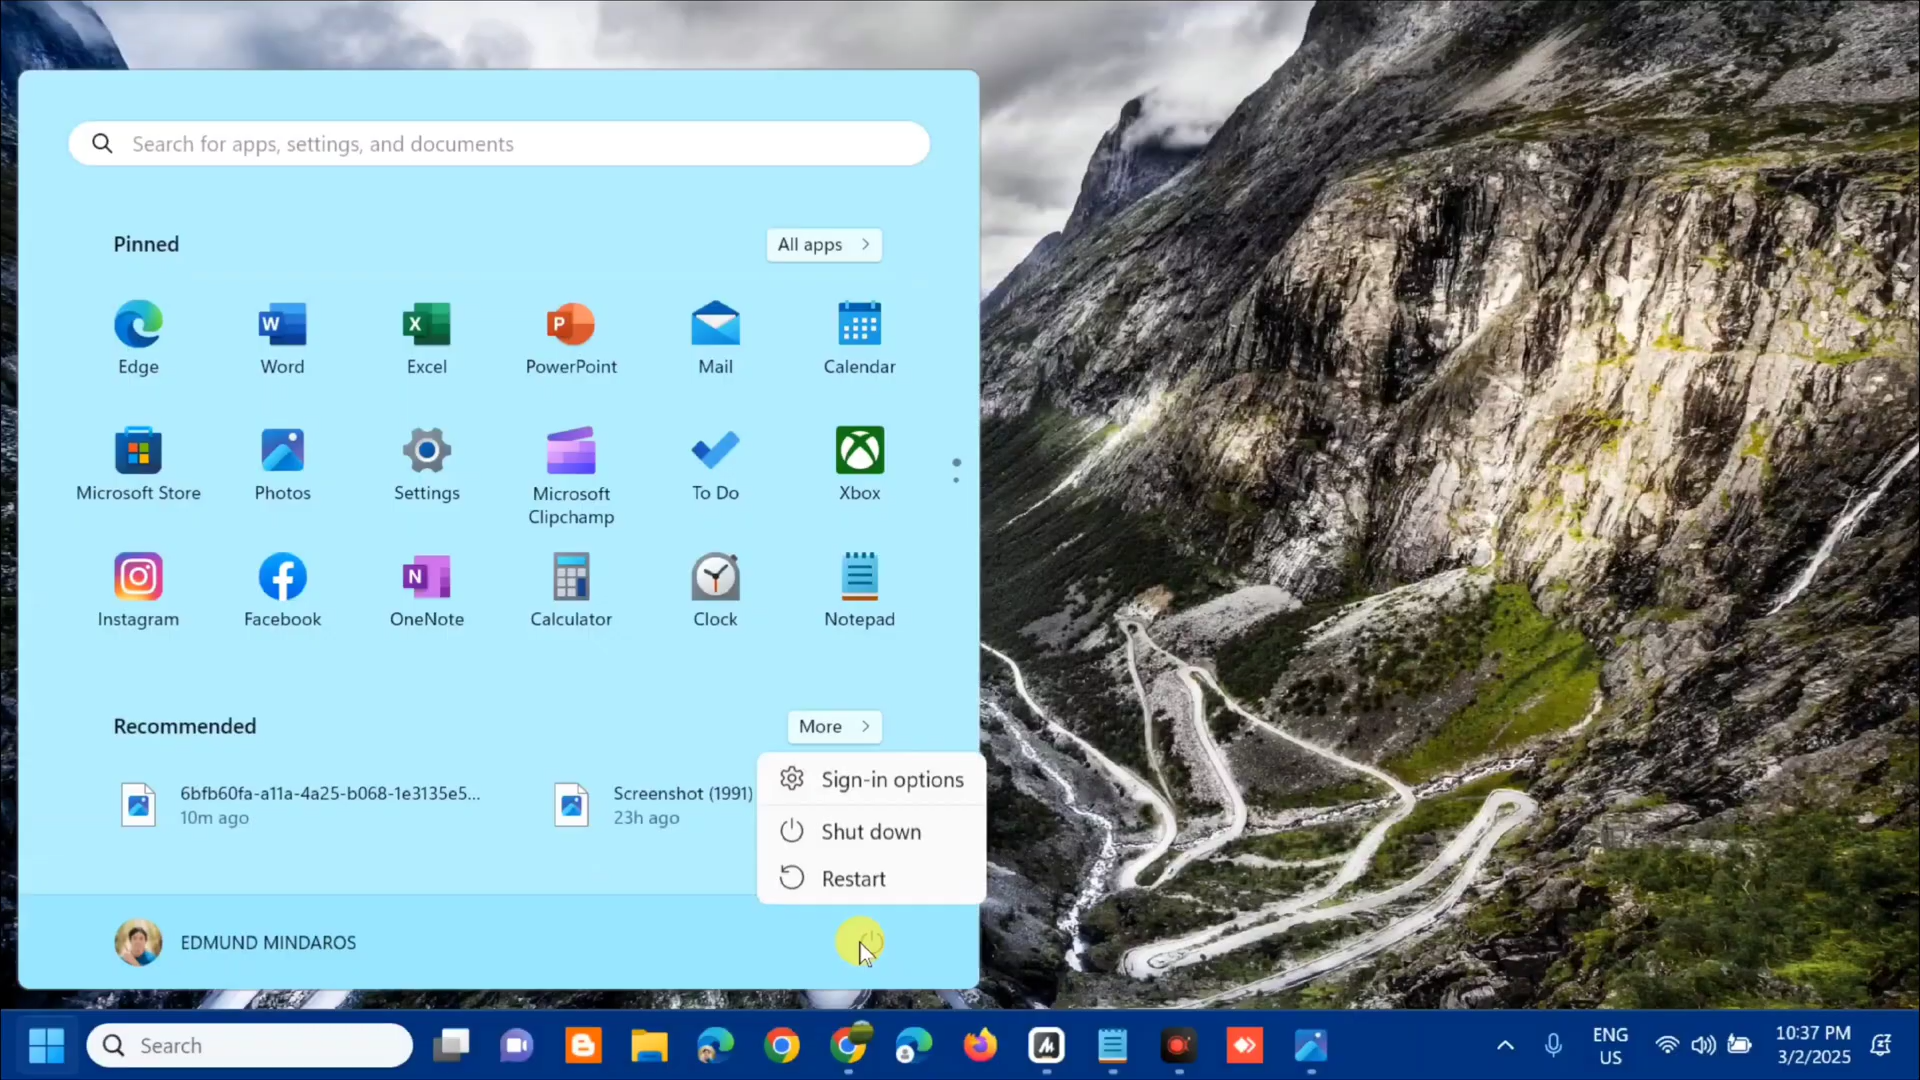 Search for apps, settings, and documents
Pinned
All apps
Edge
Word
Excel
PowerPoint
Mail
Calendar
Microsoft Store
Photos
Settings
Microsoft
Clipchamp
To Do
Xbox
Instagram
Facebook
OneNote
Calculator
Clock
Notepad
Recommended
More
6bfb60fa-a11a-4a25-b068-1e3135e5...
10m ago
Screenshot (1991)
23h ago
Sign-in options
Shut down
Restart
EDMUND MINDAROS
Search
ENG
US
10:37 PM
3/2/2025